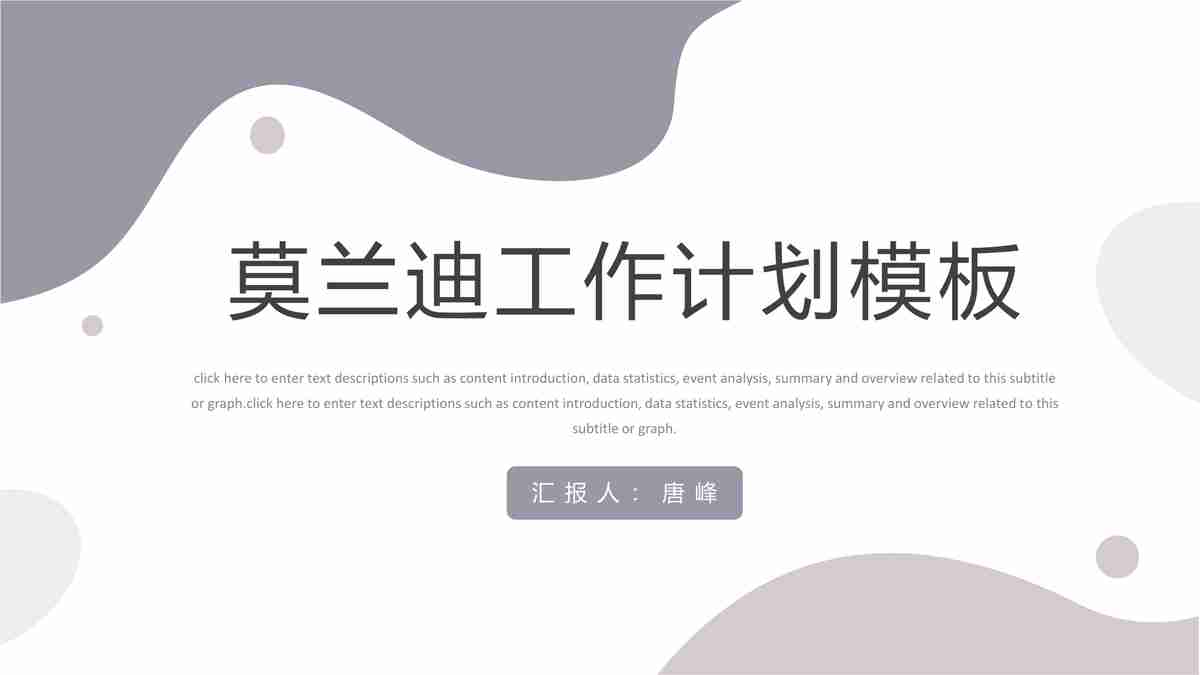 莫兰迪工作计划模板
click here to enter text descriptions such as content introduction, data statistics, event analysis, summary and overview related to this subtitle
or graph.click here to enter text descriptions such as content introduction, data statistics, event analysis, summary and overview related to this
subtitle or graph.
汇报人：唐峰